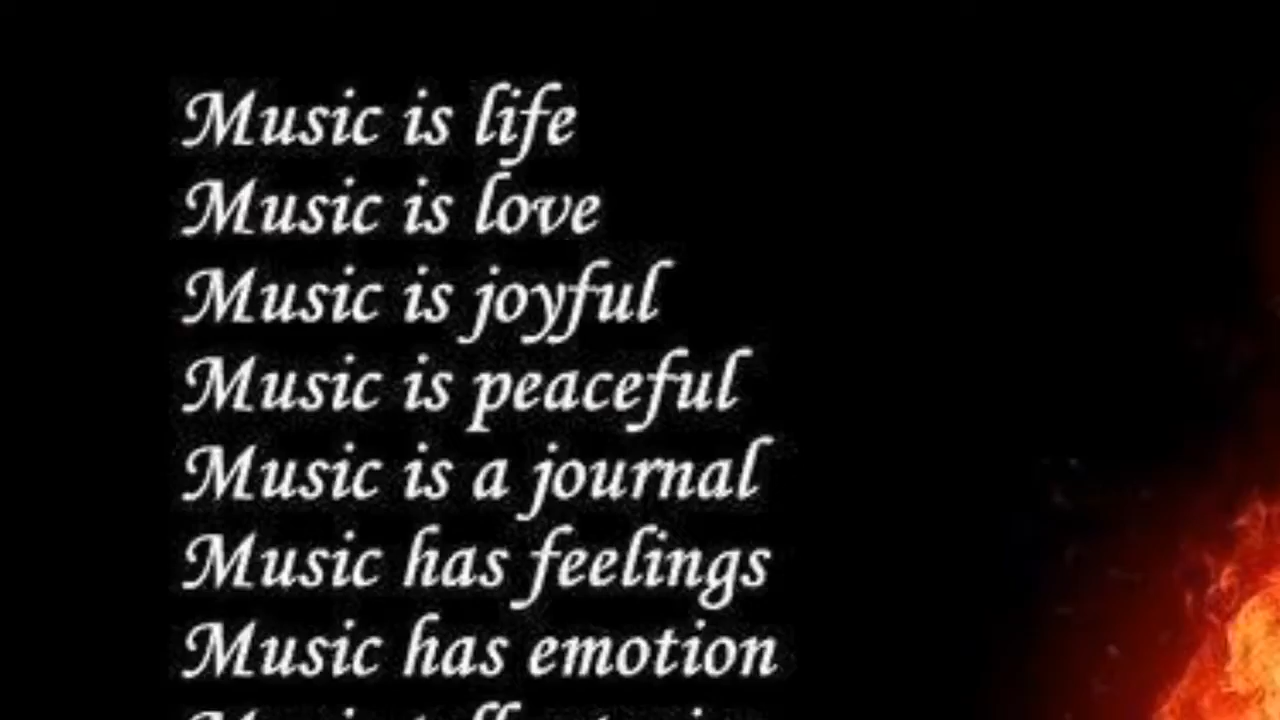 Music is life
Music is love
Music is joyful
Music is peaceful
Music is a journal
Music has feelings
Music has emotion